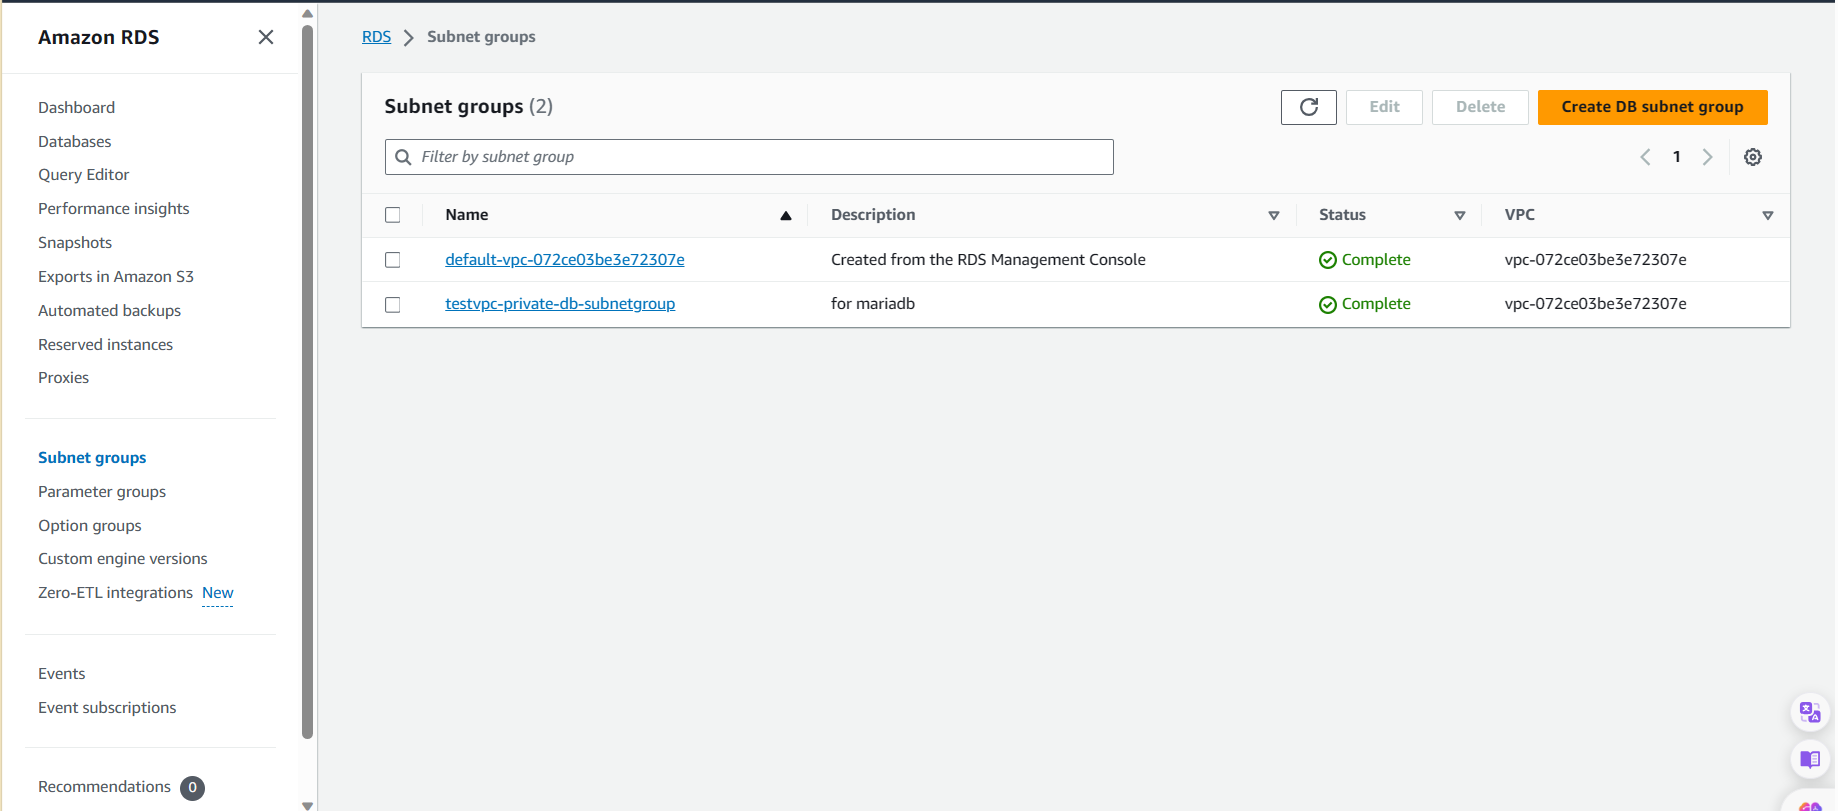 Amazon RDS
Dashboard
Databases
Query Editor
Performance insights
Snapshots
Exports in Amazon S3
Automated backups
Reserved instances
Proxies
Subnet groups
Parameter groups
Option groups
Custom engine versions
Zero-ETL integrations New
Events
Event subscriptions
Recommendations 0
RDS > Subnet groups
Subnet groups (2)
Edit
Delete
Create DB subnet group
Filter by subnet group
1
Name Description Status VPC
default-vpc-072ce03be3e72307e Created from the RDS Management Console Complete vpc-072ce03be3e72307e
testvpc-private-db-subnetgroup for mariadb Complete vpc-072ce03be3e72307e